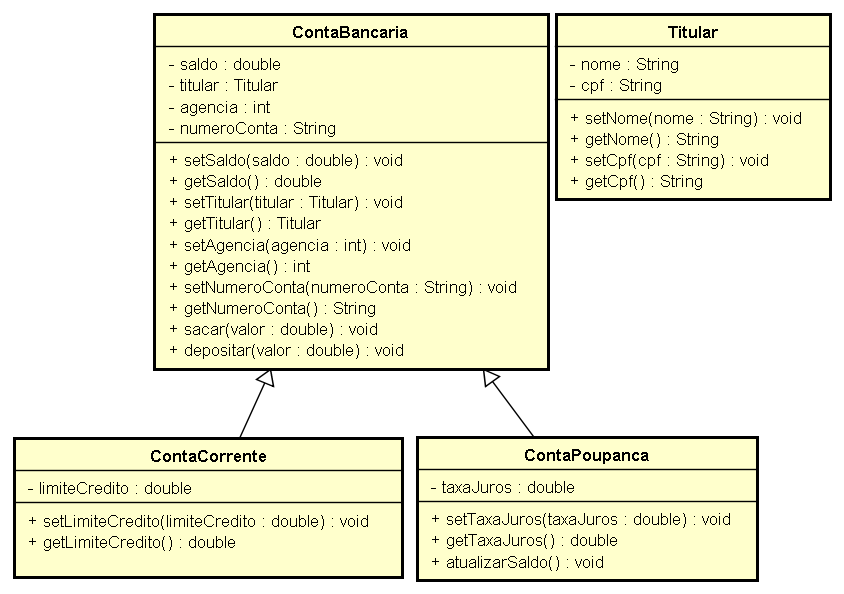 ContaBancaria
- saldo : double
- titular : Titular
- agencia : int
- numeroConta : String
+ setSaldo(saldo : double) : void
+ getSaldo() : double
+ setTitular(titular : Titular) : void
+ getTitular() : Titular
+ setAgencia(agencia : int) : void
+ getAgencia() : int
+ setNumeroConta(numeroConta : String) : void
+ getNumeroConta() : String
+ sacar(valor : double) : void
+ depositar(valor : double) : void
Titular
- nome : String
- cpf : String
+ setNome(nome : String) : void
+ getNome() : String
+ setCpf(cpf : String) : void
+ getCpf() : String
ContaCorrente
- limiteCredito : double
+ setLimiteCredito(limiteCredito : double) : void
+ getLimiteCredito() : double
ContaPoupanca
- taxaJuros : double
+ setTaxaJuros(taxaJuros : double) : void
+ getTaxaJuros() : double
+ atualizarSaldo() : void